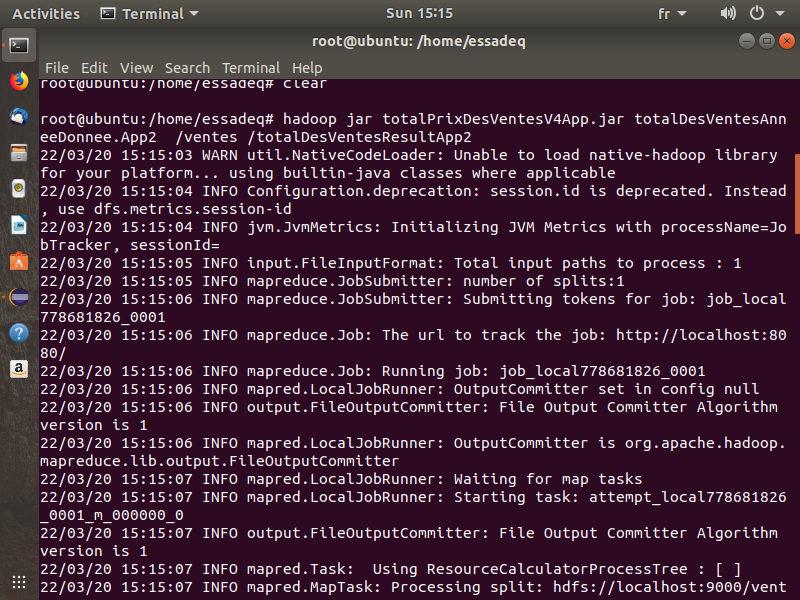 Activities
Terminal
Sun 15:15
fr
root@ubuntu: /home/essadeq
File Edit View Search Terminal Help
root@ubuntu:/home/essadeq# clear
root@ubuntu:/home/essadeq# hadoop jar totalPrixDesVentesV4App.jar totalDesVentesAnn
eeDonnee.App2  /ventes /totalDesVentesResultApp2
22/03/20 15:15:03 WARN util.NativeCodeLoader: Unable to load native-hadoop library
for your platform... using builtin-java classes where applicable
22/03/20 15:15:04 INFO Configuration.deprecation: session.id is deprecated. Instead
, use dfs.metrics.session-id
22/03/20 15:15:04 INFO jvm.JvmMetrics: Initializing JVM Metrics with processName=Jo
bTracker, sessionId=
22/03/20 15:15:05 INFO input.FileInputFormat: Total input paths to process : 1
22/03/20 15:15:05 INFO mapreduce.JobSubmitter: number of splits:1
22/03/20 15:15:06 INFO mapreduce.JobSubmitter: Submitting tokens for job: job_local
778681826_0001
22/03/20 15:15:06 INFO mapreduce.Job: The url to track the job: http://localhost:80
80/
22/03/20 15:15:06 INFO mapreduce.Job: Running job: job_local778681826_0001
22/03/20 15:15:06 INFO mapred.LocalJobRunner: OutputCommitter set in config null
22/03/20 15:15:06 INFO output.FileOutputCommitter: File Output Committer Algorithm
version is 1
22/03/20 15:15:06 INFO mapred.LocalJobRunner: OutputCommitter is org.apache.hadoop.
mapreduce.lib.output.FileOutputCommitter
22/03/20 15:15:07 INFO mapred.LocalJobRunner: Waiting for map tasks
22/03/20 15:15:07 INFO mapred.LocalJobRunner: Starting task: attempt_local778681826
_0001_m_000000_0
22/03/20 15:15:07 INFO output.FileOutputCommitter: File Output Committer Algorithm
version is 1
22/03/20 15:15:07 INFO mapred.Task:  Using ResourceCalculatorProcessTree : [ ]
22/03/20 15:15:07 INFO mapred.MapTask: Processing split: hdfs://localhost:9000/vent